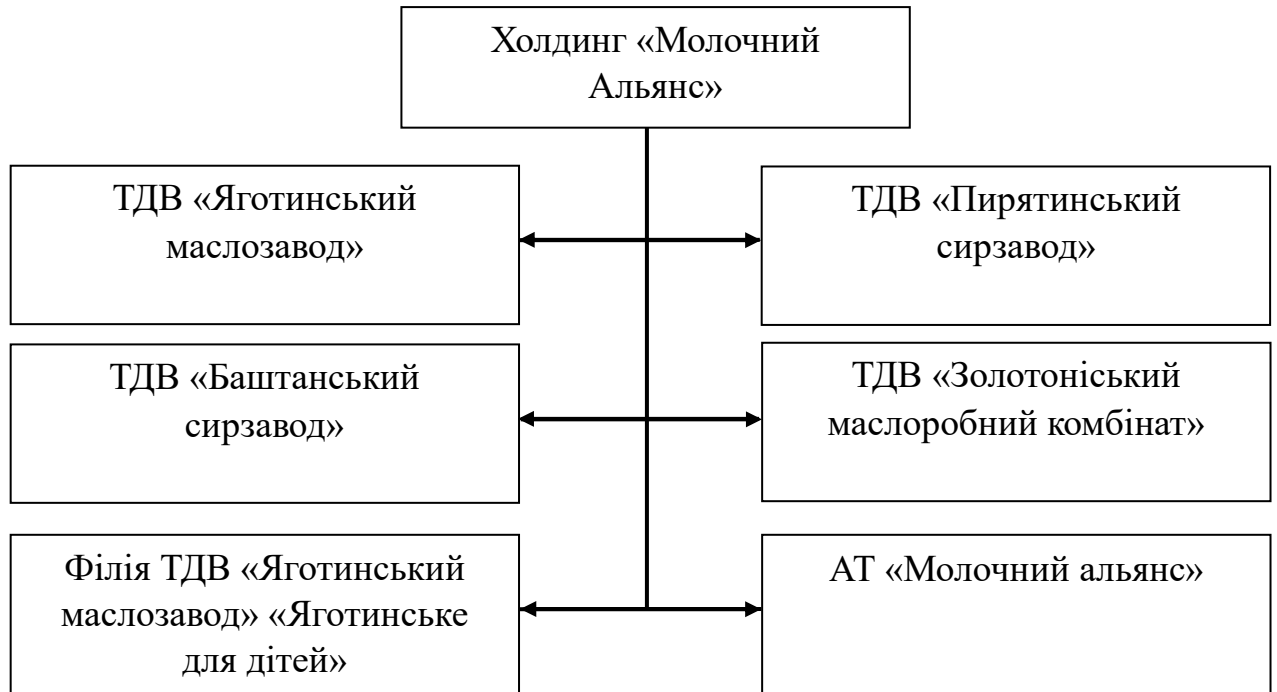 Холдинг «Молочний
Альянс»
ТДВ «Яготинський
маслозавод»
ТДВ «Пирятинський
сирзавод»
ТДВ «Баштанський
сирзавод»
ТДВ «Золотоніський
маслоробний комбінат»
Філія ТДВ «Яготинський
маслозавод» «Яготинське
для дітей»
АТ «Молочний альянс»